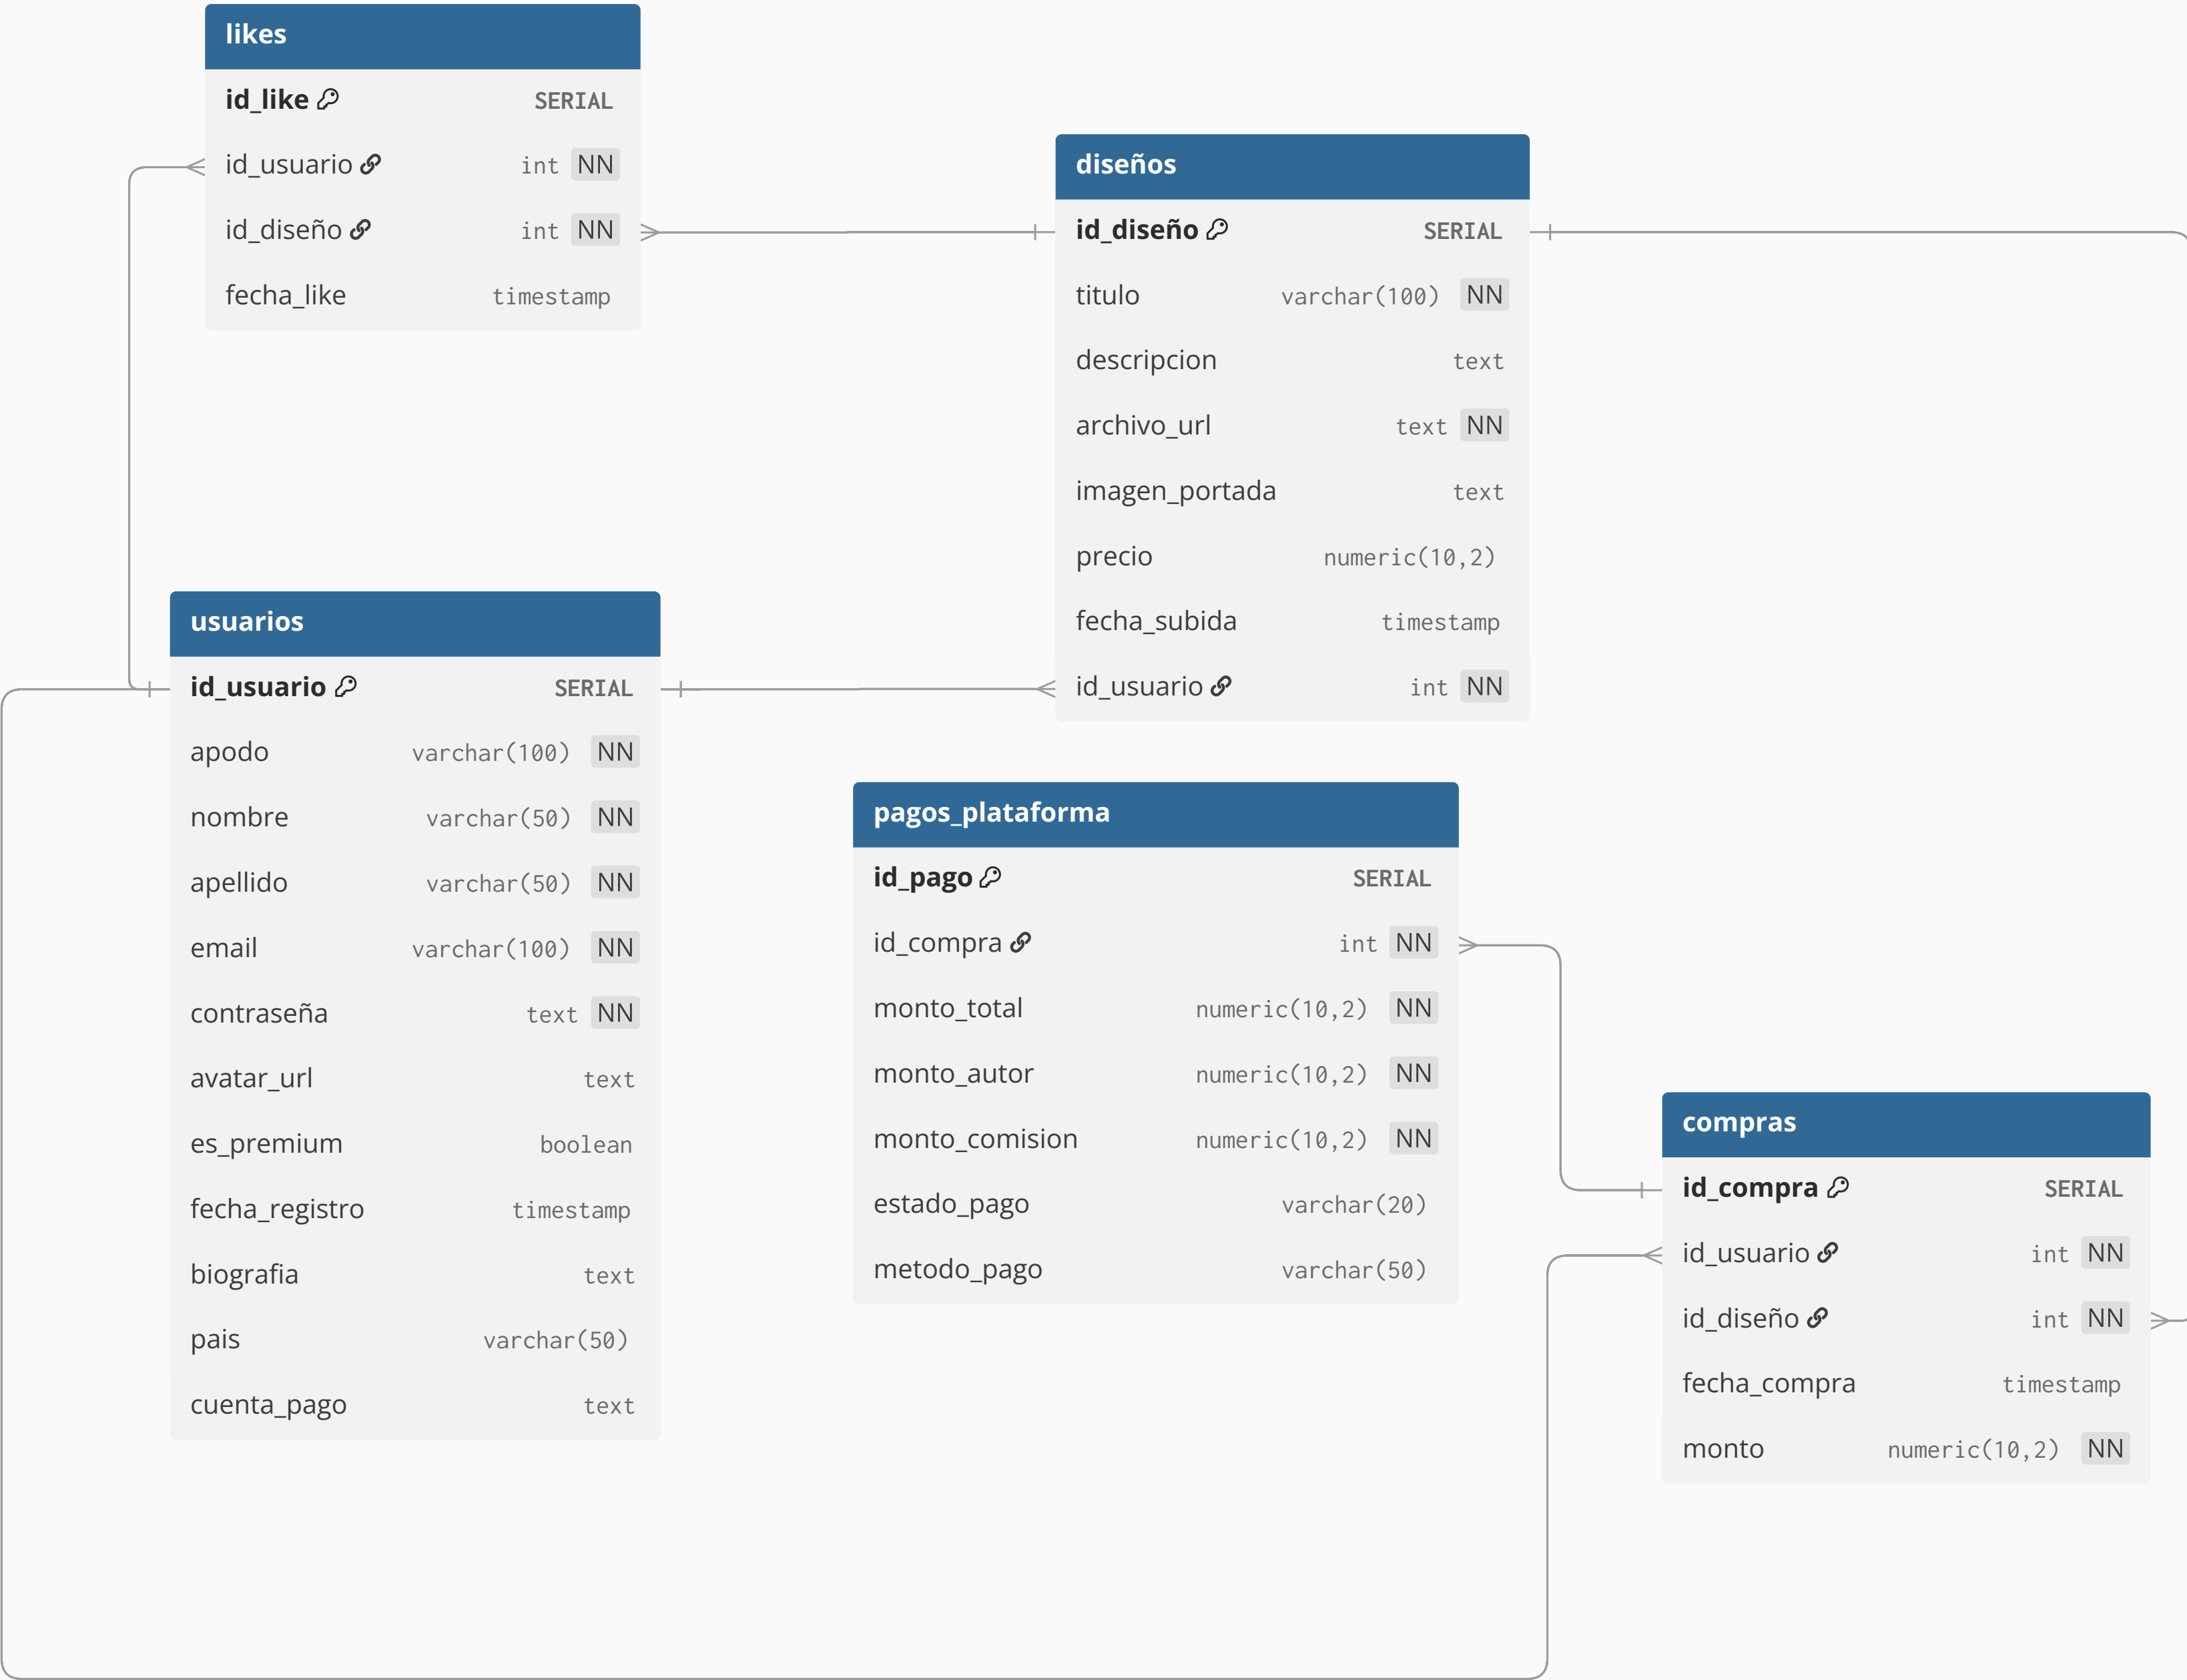 likes
id_like SERIAL
id_usuario int NN
id_diseño int NN
fecha_like timestamp
diseños
id_diseño SERIAL
titulo varchar(100) NN
descripcion text
archivo_url text NN
imagen_portada text
precio numeric(10,2)
fecha_subida timestamp
id_usuario int NN
usuarios
id_usuario SERIAL
apodo varchar(100) NN
nombre varchar(50) NN
apellido varchar(50) NN
email varchar(100) NN
contraseña text NN
avatar_url text
es_premium boolean
fecha_registro timestamp
biografia text
pais varchar(50)
cuenta_pago text
pagos_plataforma
id_pago SERIAL
id_compra int NN
monto_total numeric(10,2) NN
monto_autor numeric(10,2) NN
monto_comision numeric(10,2) NN
estado_pago varchar(20)
metodo_pago varchar(50)
compras
id_compra SERIAL
id_usuario int NN
id_diseño int NN
fecha_compra timestamp
monto numeric(10,2) NN